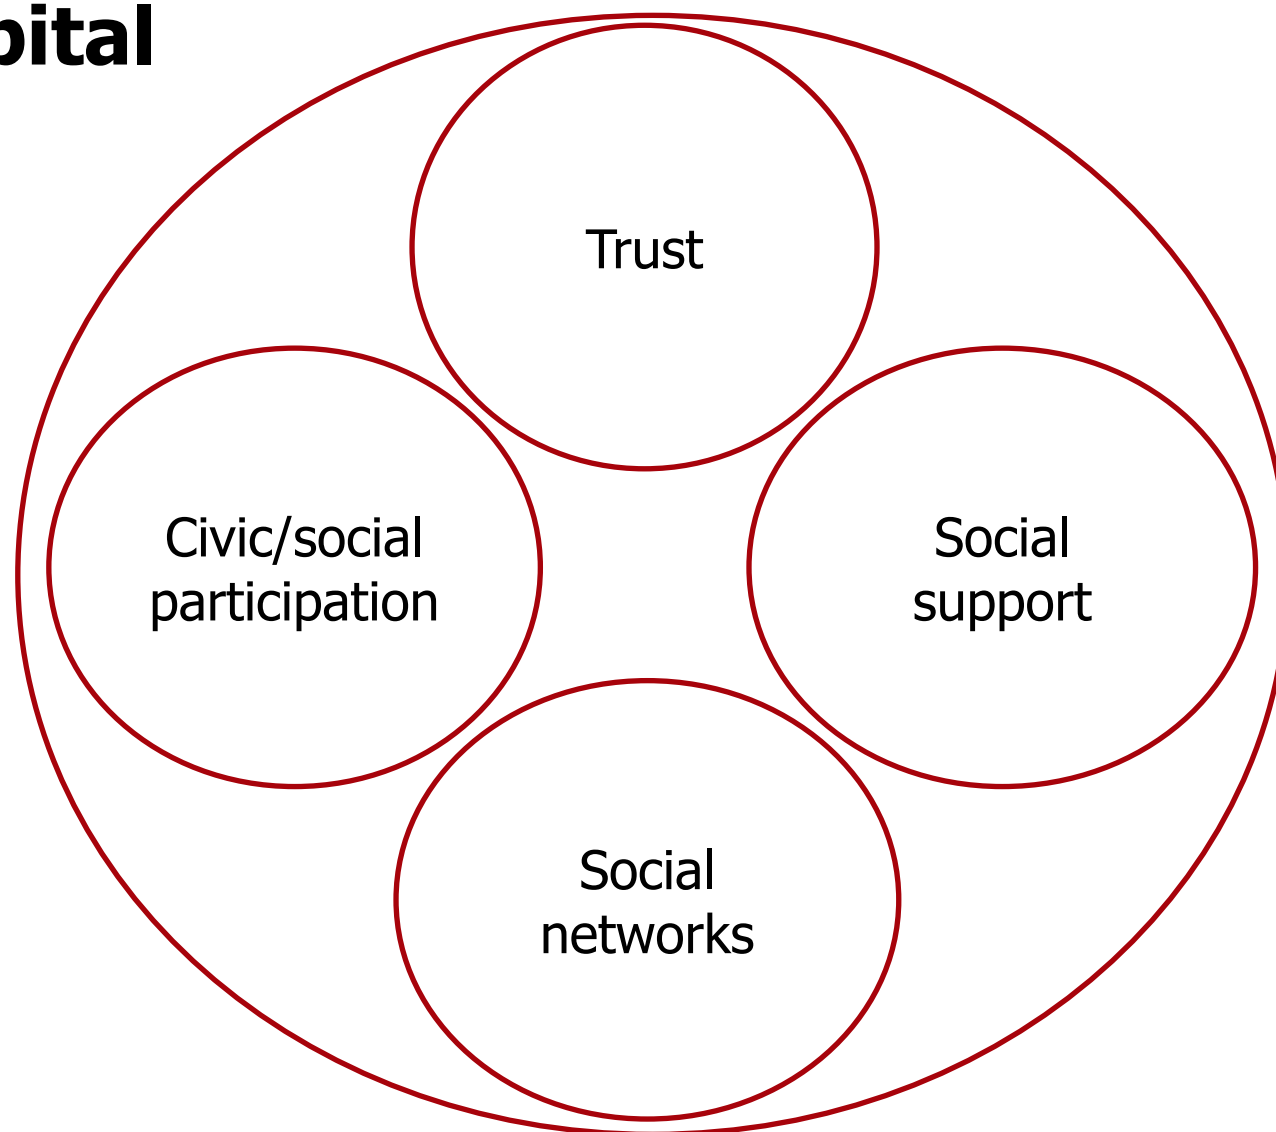 pital
Trust
Civic/social
participation
Social
support
Social
networks